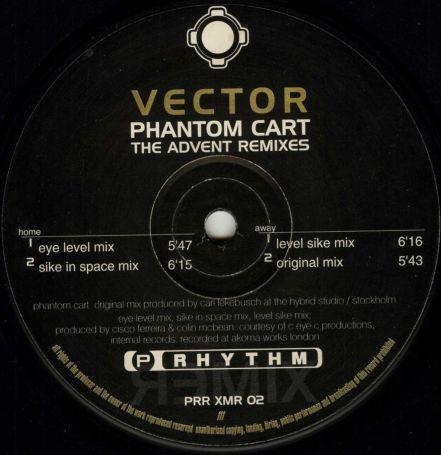 VECTOR
PHANTOM CART
THE ADVENT REMIXES
home
1 eye level mix 5'47
2 sike in space mix 6'15
away
1 level sike mix 6'16
2 original mix 5'43
phantom cart original mix produced by cari lekebusch at the hybrid studio / stockholm
eye level mix, sike in space mix, level sike mix;
produced by cisco ferreira & colin mcbean. courtesy of c eye c productions,
internal records. recorded at akoma works london
P RHYTHM
REMIX
PRR XMR 02
all rights of the producer and the owner of the work reproduced reserved unauthorised copying, lending, hiring, public performance and broadcasting of this record prohibited